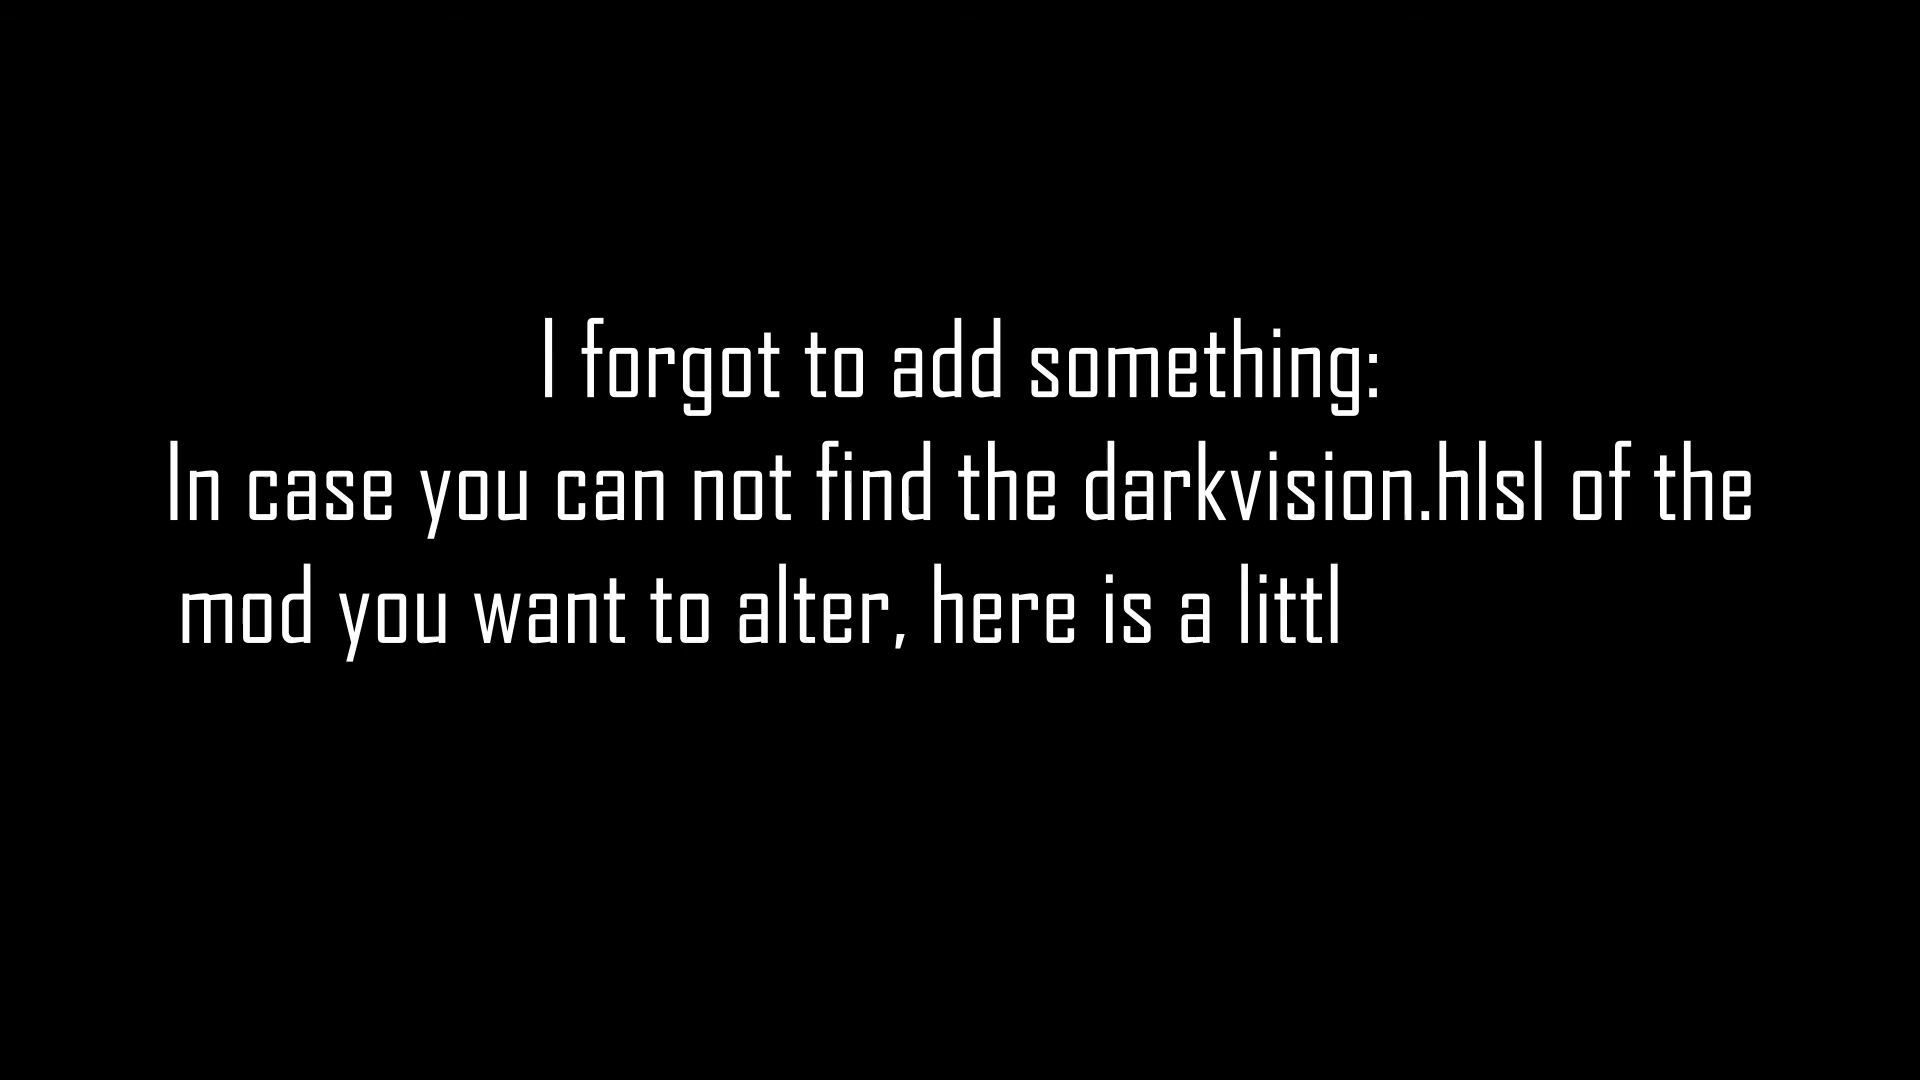 I forgot to add something:
In case you can not find the darkvision.hlsl of the
mod you want to alter, here is a littl